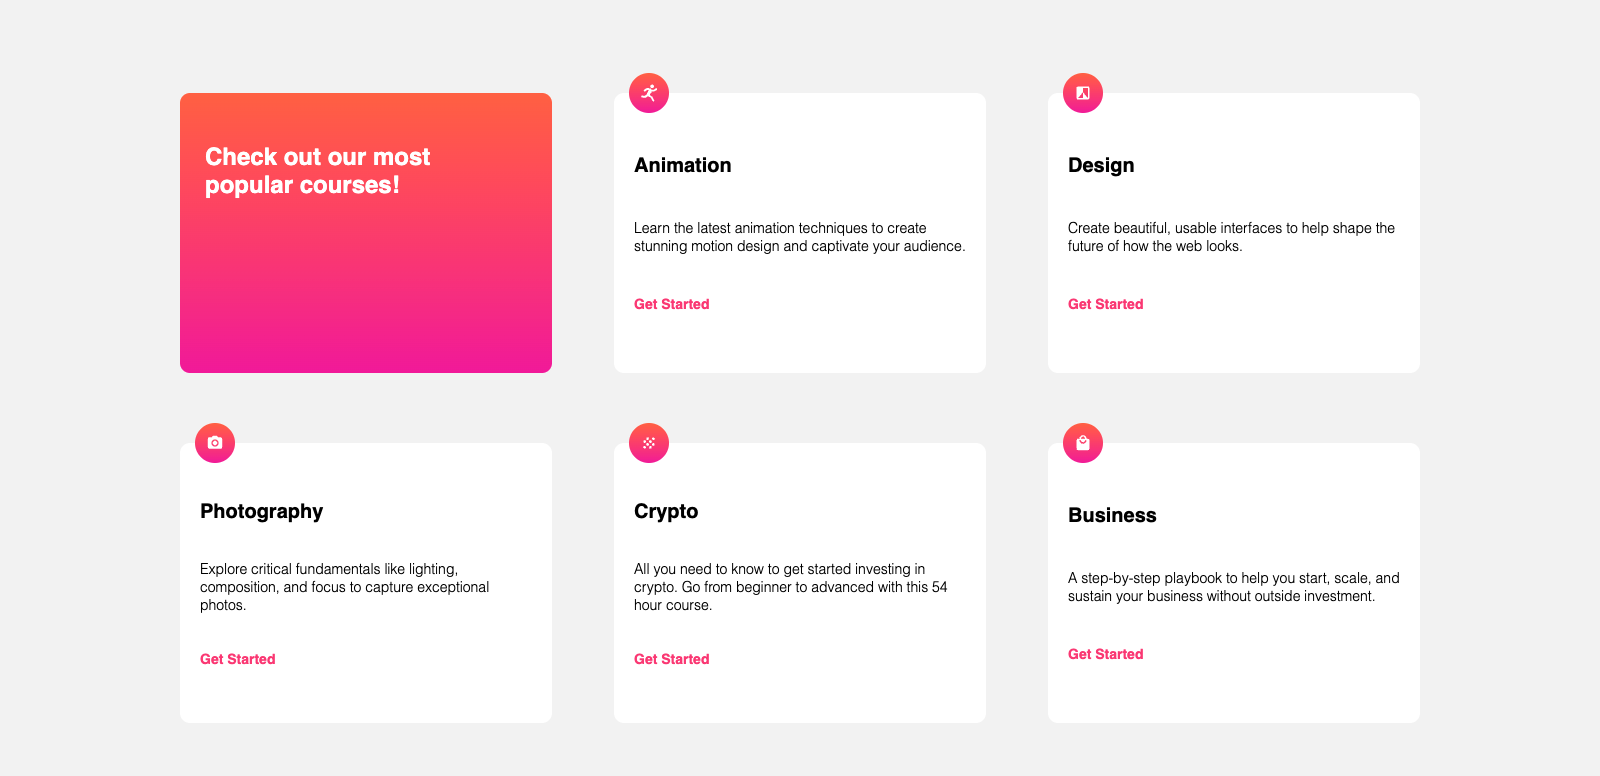 Check out our most
popular courses!
Animation
Learn the latest animation techniques to create
stunning motion design and captivate your audience.
Get Started
Design
Create beautiful, usable interfaces to help shape the
future of how the web looks.
Get Started
Photography
Explore critical fundamentals like lighting,
composition, and focus to capture exceptional
photos.
Get Started
Crypto
All you need to know to get started investing in
crypto. Go from beginner to advanced with this 54
hour course.
Get Started
Business
A step-by-step playbook to help you start, scale, and
sustain your business without outside investment.
Get Started